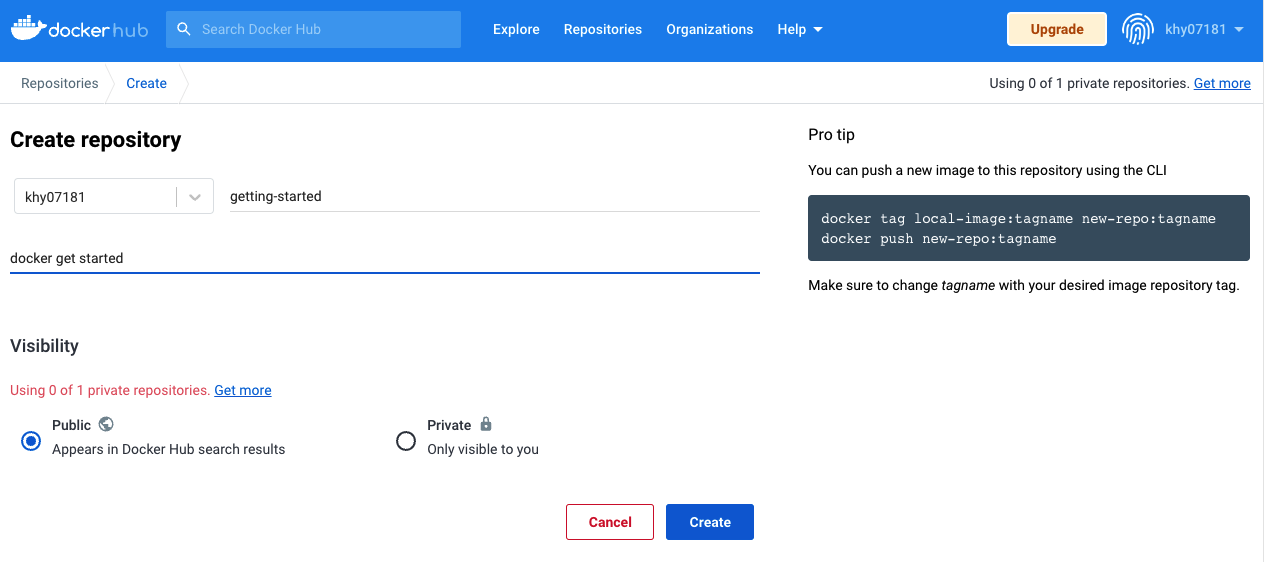 docker hub
Search Docker Hub
Explore
Repositories
Organizations
Help
Upgrade
khy07181
Repositories
Create
Using 0 of 1 private repositories. Get more
Create repository
khy07181
getting-started
docker get started
Visibility
Using 0 of 1 private repositories. Get more
Public
Appears in Docker Hub search results
Private
Only visible to you
Cancel
Create
Pro tip
You can push a new image to this repository using the CLI
docker tag local-image:tagname new-repo:tagname
docker push new-repo:tagname
Make sure to change tagname with your desired image repository tag.